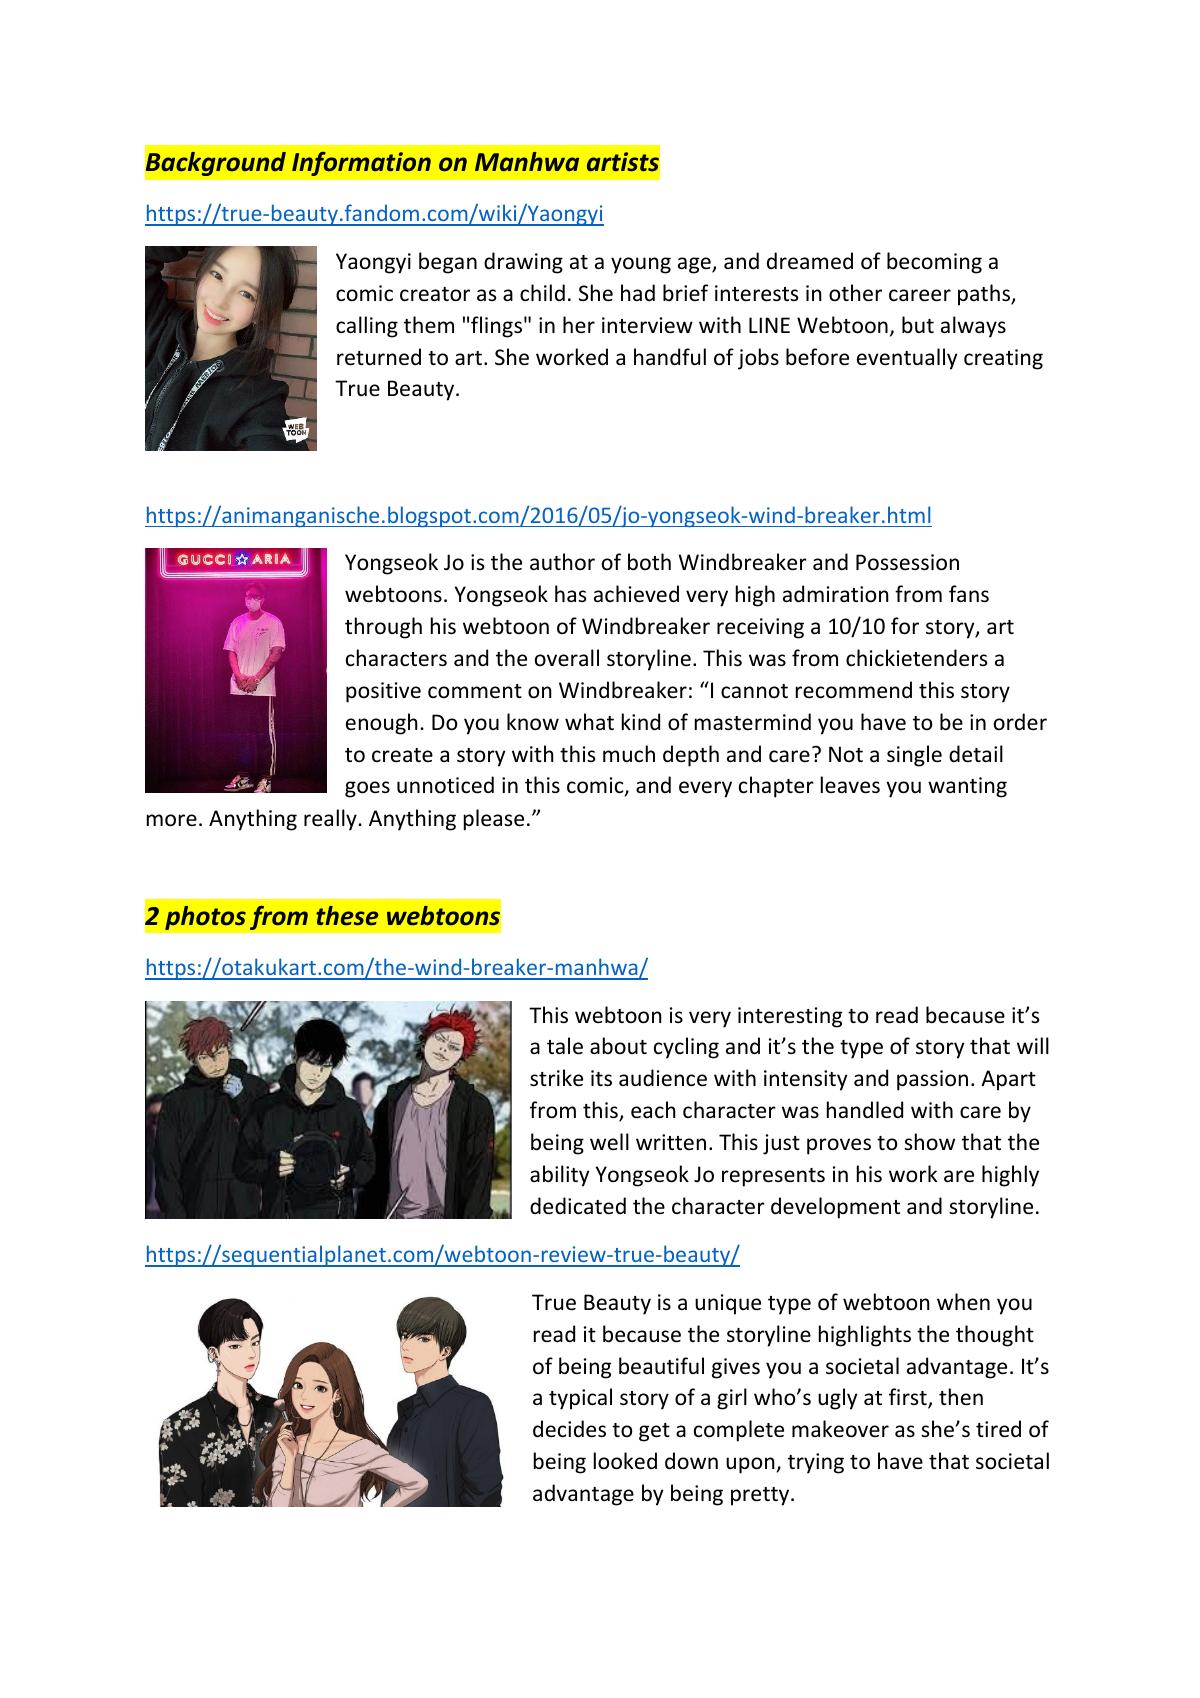 Background Information on Manhwa artists
https://true-beauty.fandom.com/wiki/Yaongyi
Yaongyi began drawing at a young age, and dreamed of becoming a
comic creator as a child. She had brief interests in other career paths,
calling them "flings" in her interview with LINE Webtoon, but always
returned to art. She worked a handful of jobs before eventually creating
True Beauty.
WEB
TOON
https://animanganische.blogspot.com/2016/05/jo-yongseok-wind-breaker.html
GUCCI ARIA
Yongseok Jo is the author of both Windbreaker and Possession
webtoons. Yongseok has achieved very high admiration from fans
through his webtoon of Windbreaker receiving a 10/10 for story, art
characters and the overall storyline. This was from chickietenders a
positive comment on Windbreaker: “I cannot recommend this story
enough. Do you know what kind of mastermind you have to be in order
to create a story with this much depth and care? Not a single detail
goes unnoticed in this comic, and every chapter leaves you wanting
more. Anything really. Anything please.”
2 photos from these webtoons
https://otakukart.com/the-wind-breaker-manhwa/
This webtoon is very interesting to read because it’s
a tale about cycling and it’s the type of story that will
strike its audience with intensity and passion. Apart
from this, each character was handled with care by
being well written. This just proves to show that the
ability Yongseok Jo represents in his work are highly
dedicated the character development and storyline.
https://sequentialplanet.com/webtoon-review-true-beauty/
True Beauty is a unique type of webtoon when you
read it because the storyline highlights the thought
of being beautiful gives you a societal advantage. It’s
a typical story of a girl who’s ugly at first, then
decides to get a complete makeover as she’s tired of
being looked down upon, trying to have that societal
advantage by being pretty.